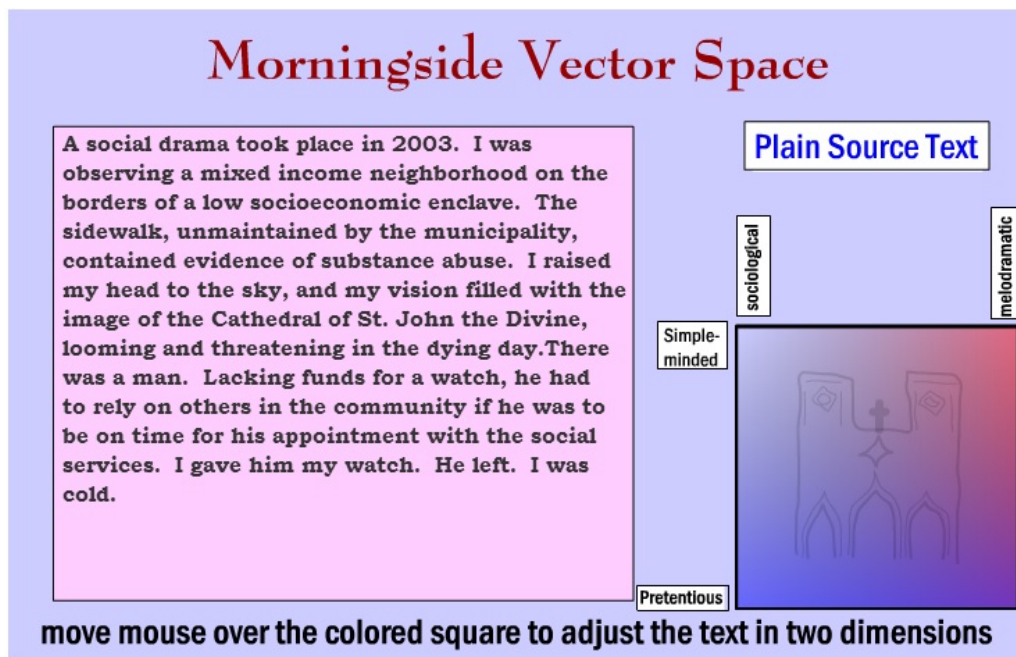 Morningside Vector Space
A social drama took place in 2003.  I was
observing a mixed income neighborhood on the
borders of a low socioeconomic enclave.  The
sidewalk, unmaintained by the municipality,
contained evidence of substance abuse.  I raised
my head to the sky, and my vision filled with the
image of the Cathedral of St. John the Divine,
looming and threatening in the dying day.There
was a man.  Lacking funds for a watch, he had
to rely on others in the community if he was to
be on time for his appointment with the social
services.  I gave him my watch.  He left.  I was
cold.
Plain Source Text
sociological
melodramatic
Simple-
minded
Pretentious
move mouse over the colored square to adjust the text in two dimensions